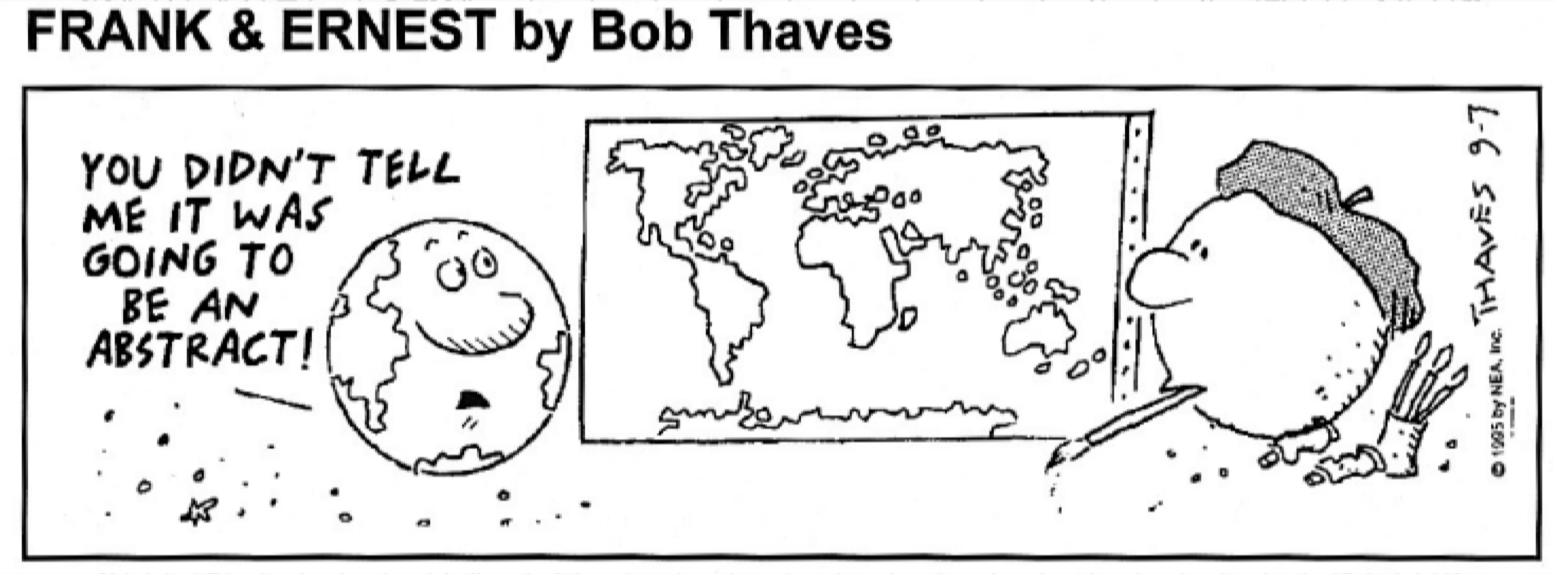 FRANK & ERNEST by Bob Thaves
YOU DIDN'T TELL
ME IT WAS
GOING TO
BE AN
ABSTRACT!
THAVES 9-7
© 1995 by NEA, Inc.